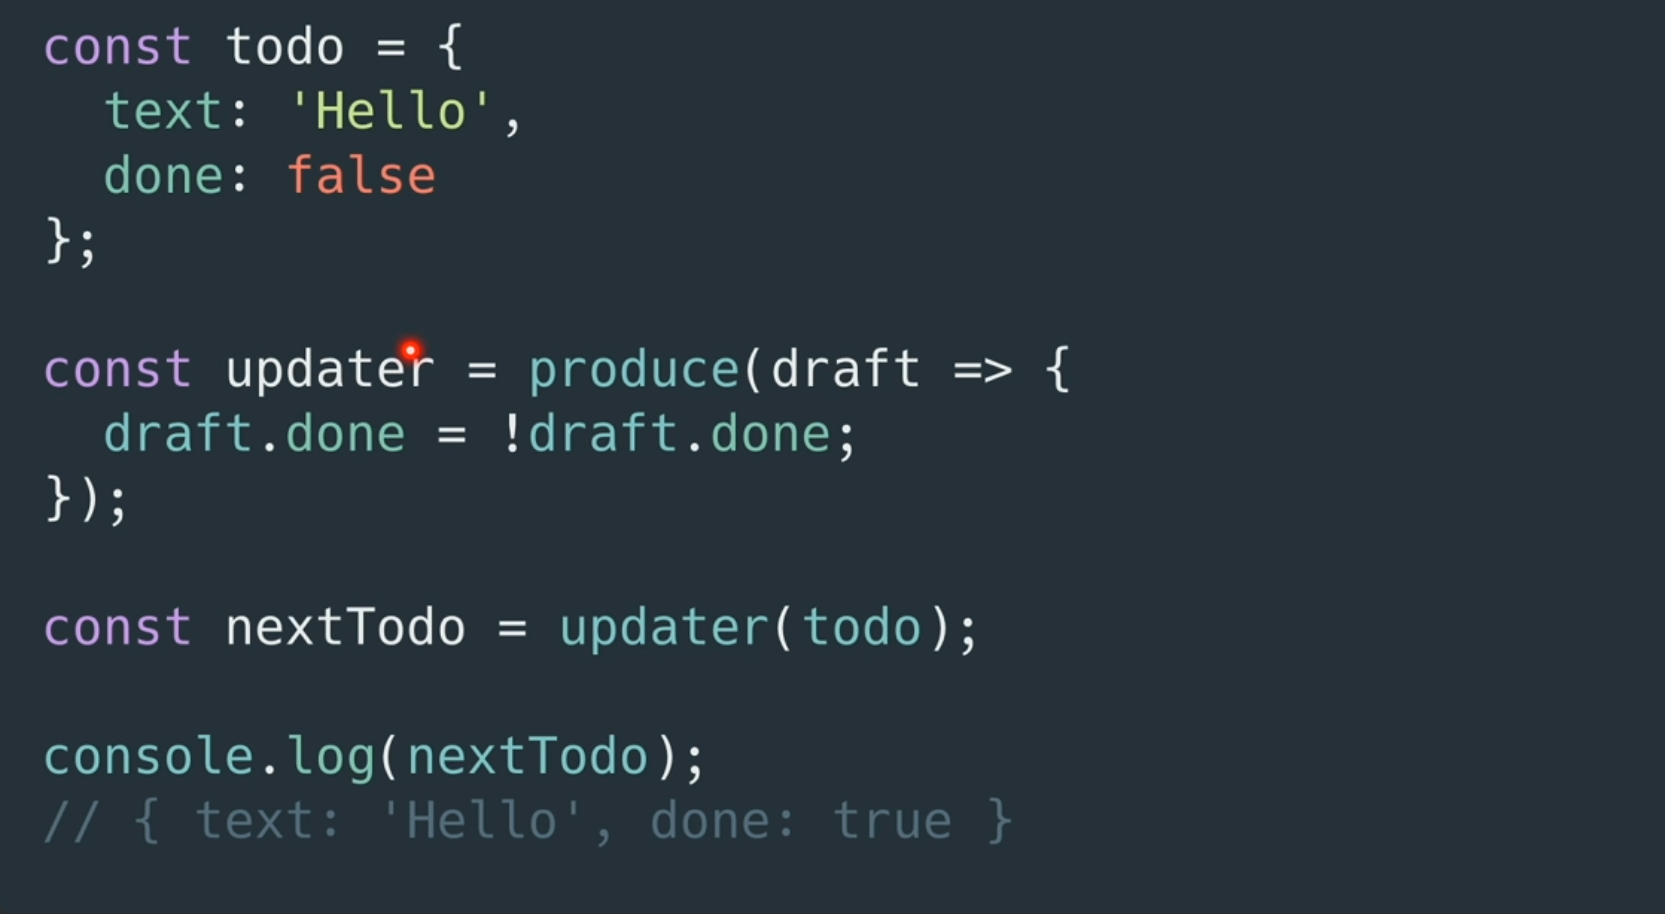 const todo = {
  text: 'Hello',
  done: false
};

const updater = produce(draft => {
  draft.done = !draft.done;
});

const nextTodo = updater(todo);

console.log(nextTodo);
// { text: 'Hello', done: true }